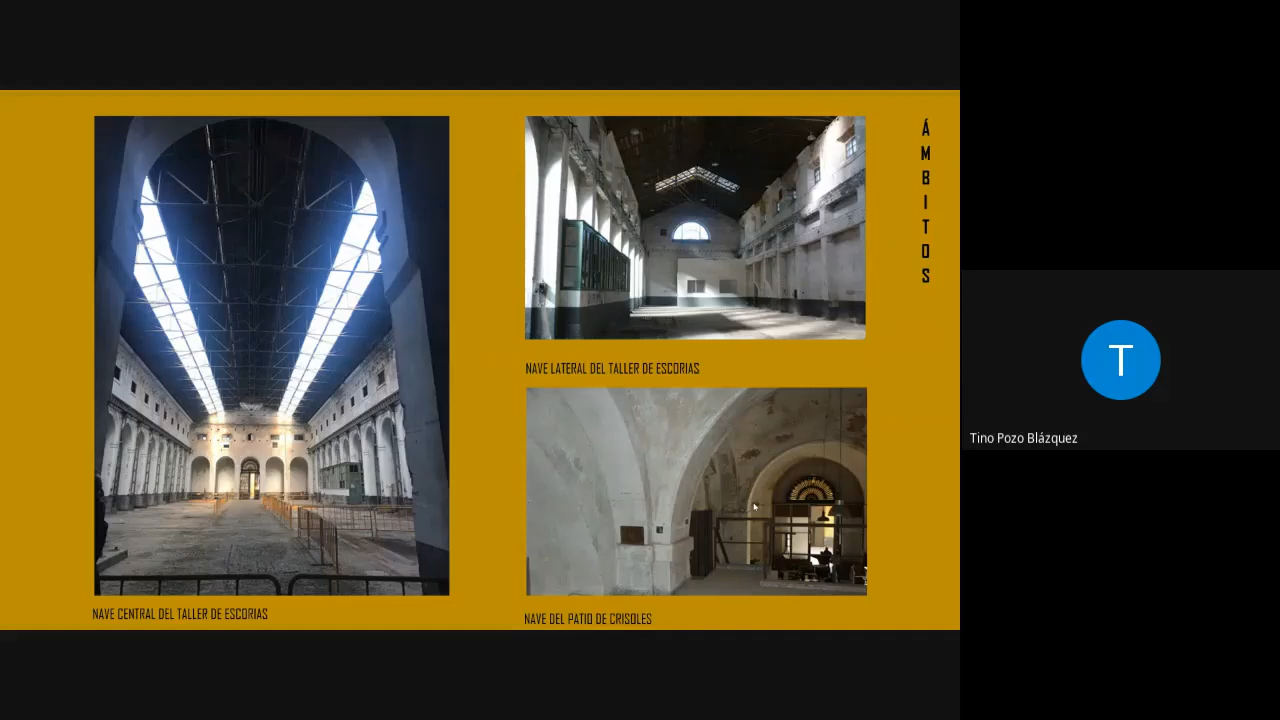 ÁMBITOS
NAVE LATERAL DEL TALLER DE ESCORIAS
NAVE CENTRAL DEL TALLER DE ESCORIAS
NAVE DEL PATIO DE CRISOLES
T
Tino Pozo Blázquez